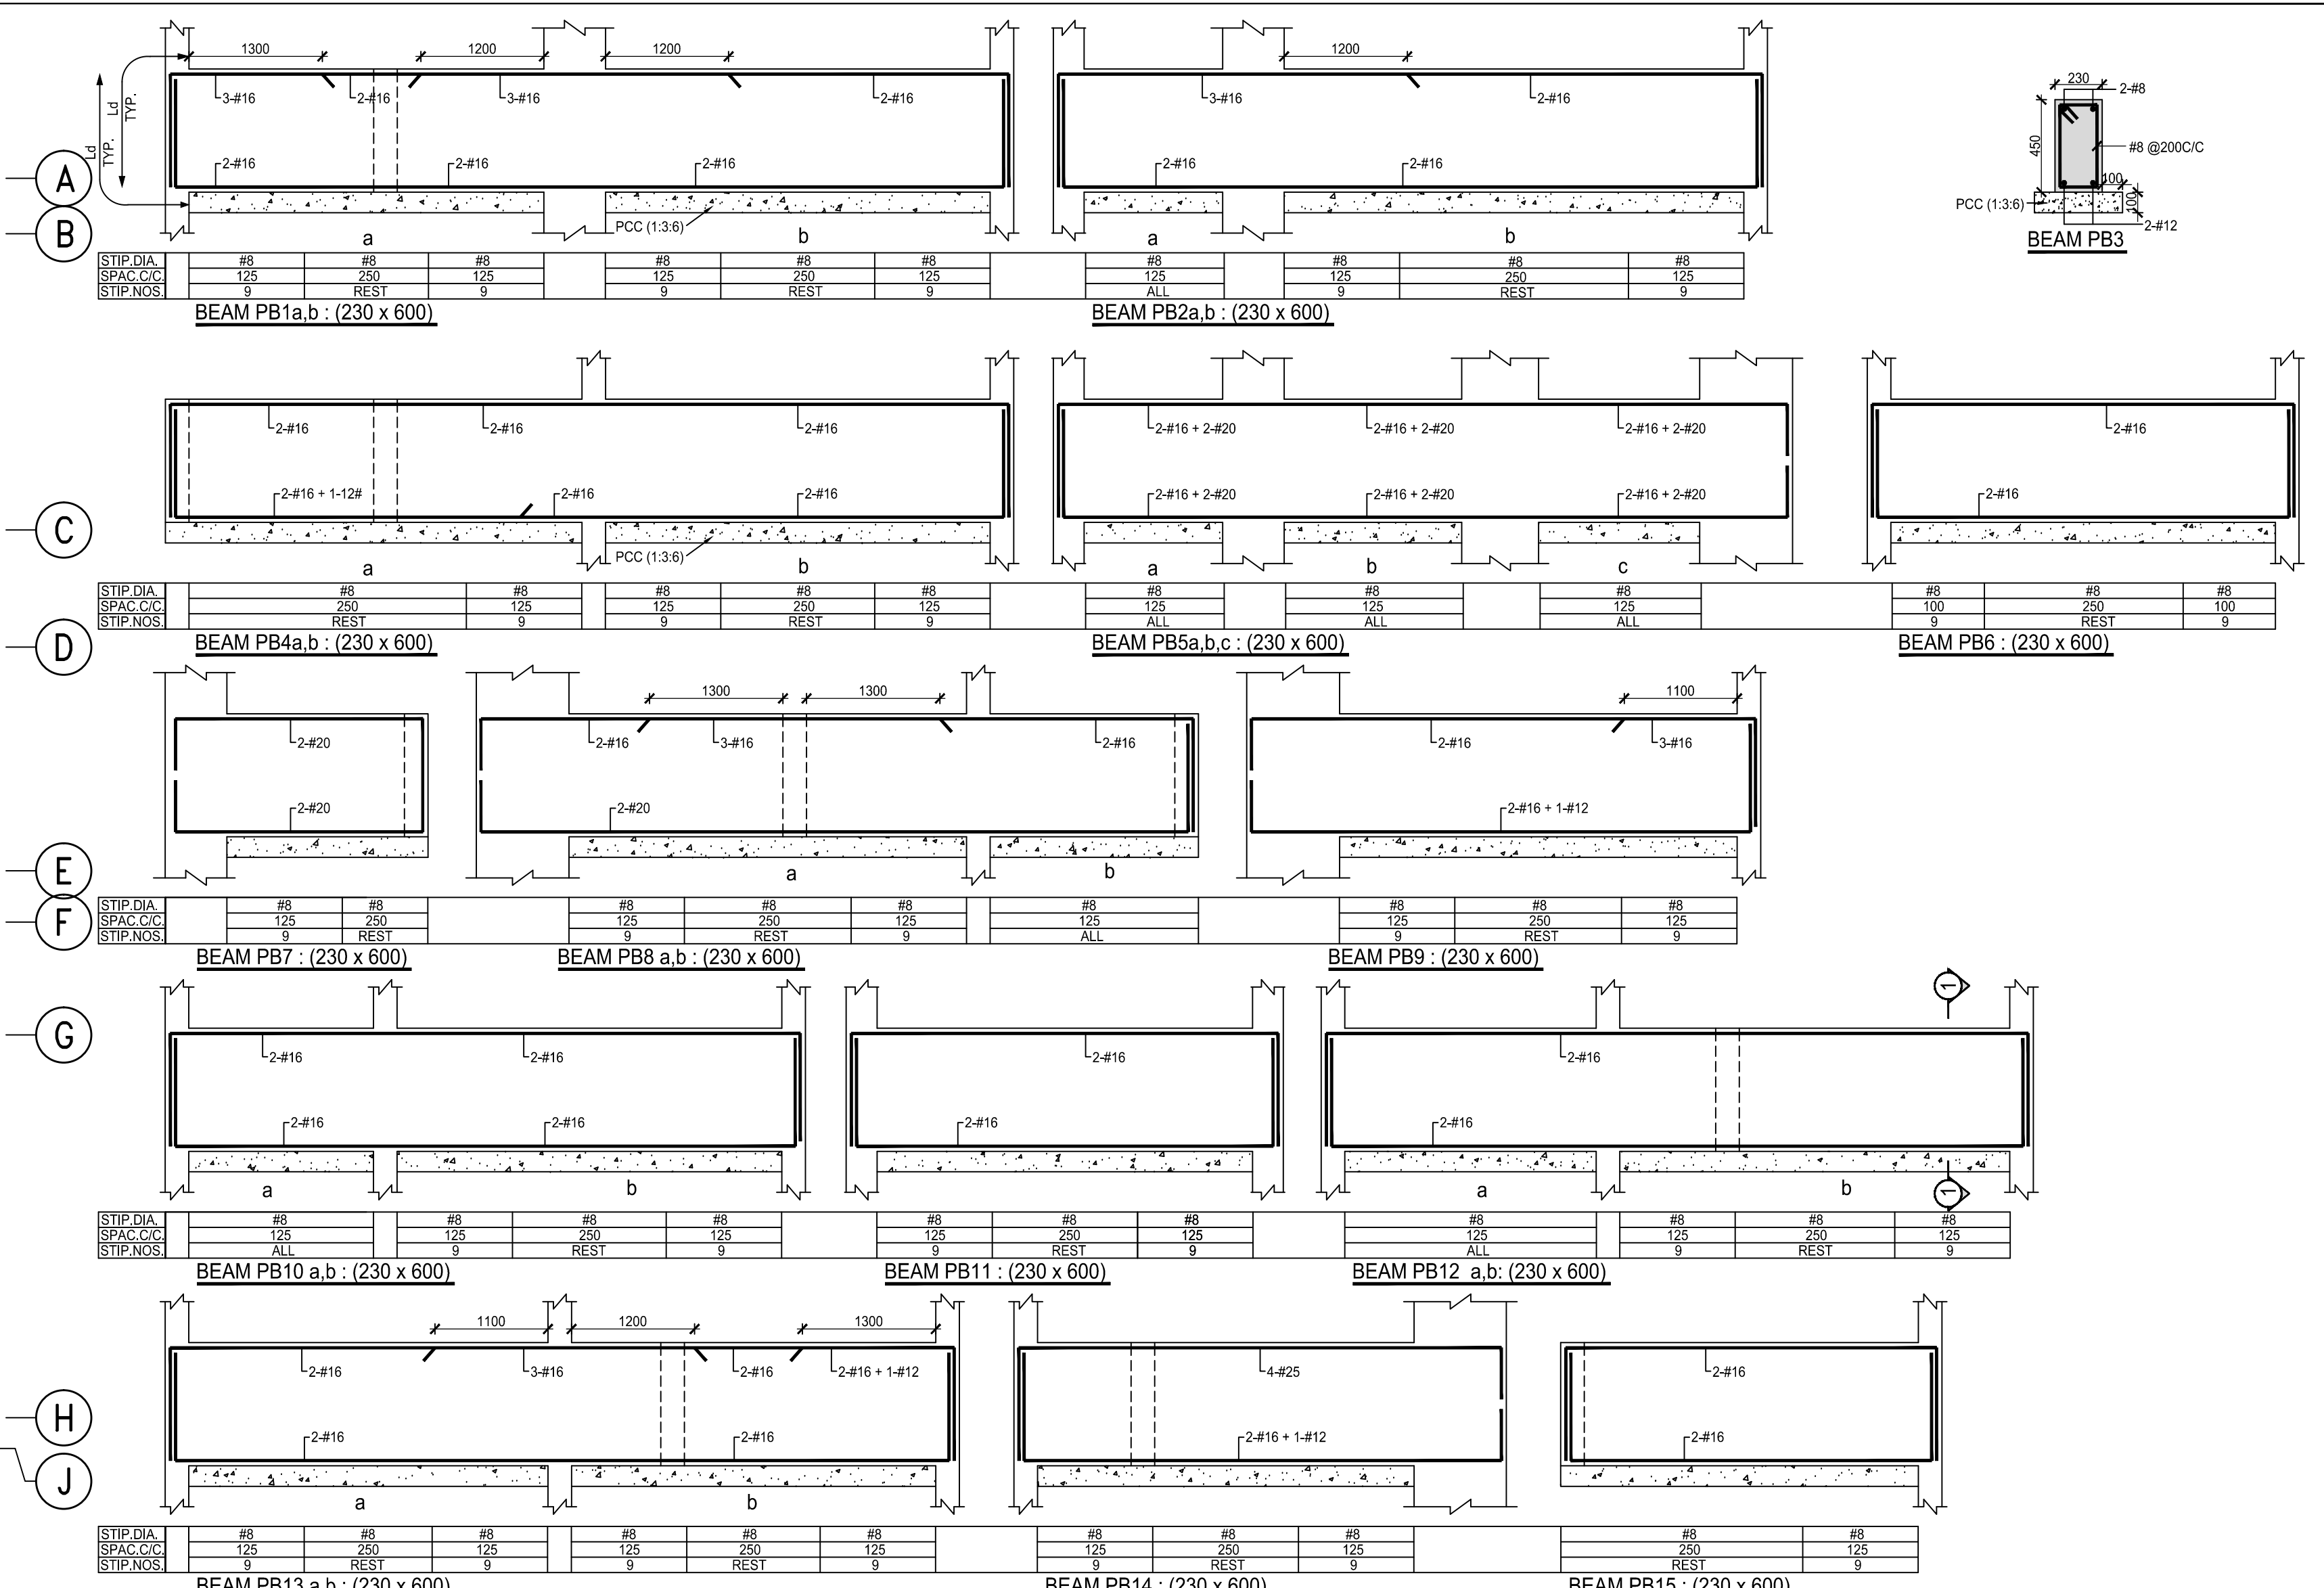 1300 1200 1200 1200
230
2-#8
3-#16 2-#16 3-#16 2-#16 3-#16 2-#16
Ld TYP.
Ld TYP.
450
#8 @200C/C
100
100
PCC (1:3:6)
2-#12
BEAM PB3
A
2-#16 2-#16 2-#16 2-#16 2-#16
B
PCC (1:3:6)
a b a b
STIP.DIA. #8 #8 #8 #8 #8 #8 #8 #8 #8 #8
SPAC.C/C. 125 250 125 125 250 125 125 125 250 125
STIP.NOS. 9 REST 9 9 REST 9 ALL 9 REST 9
BEAM PB1a,b : (230 x 600) BEAM PB2a,b : (230 x 600)
2-#16 2-#16 2-#16 2-#16 + 2-#20 2-#16 + 2-#20 2-#16 + 2-#20 2-#16
2-#16 + 1-12# 2-#16 2-#16 2-#16 + 2-#20 2-#16 + 2-#20 2-#16 + 2-#20 2-#16
C
PCC (1:3:6)
a b a b c
STIP.DIA. #8 #8 #8 #8 #8 #8 #8 #8 #8 #8 #8
SPAC.C/C. 250 125 125 250 125 125 125 125 100 250 100
STIP.NOS. REST 9 9 REST 9 ALL ALL ALL 9 REST 9
D
BEAM PB4a,b : (230 x 600) BEAM PB5a,b,c : (230 x 600) BEAM PB6 : (230 x 600)
1300 1300 1100
2-#20 2-#16 3-#16 2-#16 2-#16 3-#16
2-#20 2-#20 2-#16 + 1-#12
E
a b
F
STIP.DIA. #8 #8 #8 #8 #8 #8 #8 #8 #8
SPAC.C/C. 125 250 125 250 125 125 125 250 125
STIP.NOS. 9 REST 9 REST 9 ALL 9 REST 9
BEAM PB7 : (230 x 600) BEAM PB8 a,b : (230 x 600) BEAM PB9 : (230 x 600)
1
G
2-#16 2-#16 2-#16 2-#16
2-#16 2-#16 2-#16 2-#16
a b a b
1
STIP.DIA. #8 #8 #8 #8 #8 #8 #8 #8 #8 #8 #8
SPAC.C/C. 125 125 250 125 125 250 125 125 125 250 125
STIP.NOS. ALL 9 REST 9 9 REST 9 ALL 9 REST 9
BEAM PB10 a,b : (230 x 600) BEAM PB11 : (230 x 600) BEAM PB12 a,b: (230 x 600)
1100 1200 1300
2-#16 3-#16 2-#16 2-#16 + 1-#12 4-#25 2-#16
H
2-#16 2-#16 2-#16 + 1-#12 2-#16
J
a b
STIP.DIA. #8 #8 #8 #8 #8 #8 #8 #8 #8 #8 #8
SPAC.C/C. 125 250 125 125 250 125 125 250 125 250 125
STIP.NOS. 9 REST 9 9 REST 9 9 REST 9 REST 9
BEAM PB13 a,b : (230 x 600) BEAM PB14 : (230 x 600) BEAM PB15 : (230 x 600)